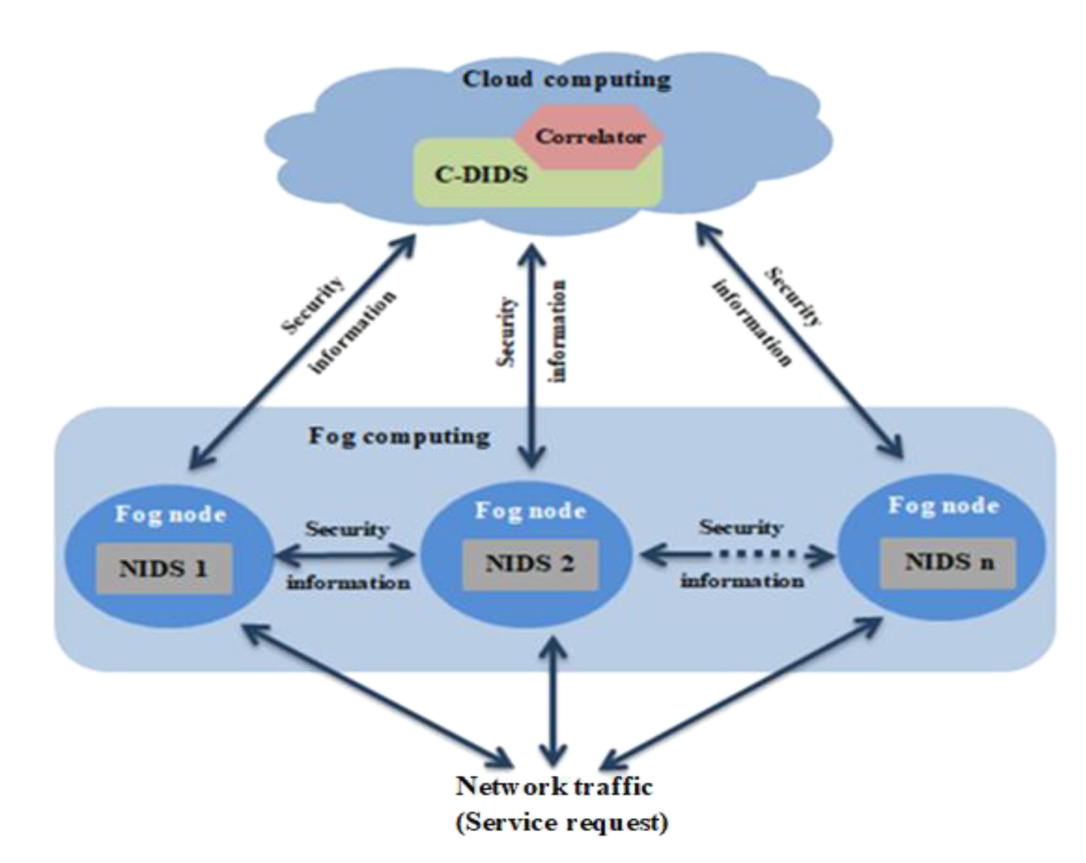 Cloud computing
Correlator
C-DIDS
Security
information
Security
information
Security
information
Fog computing
Fog node
NIDS 1
Security
information
Fog node
NIDS 2
Security
information
Fog node
NIDS n
Network traffic
(Service request)